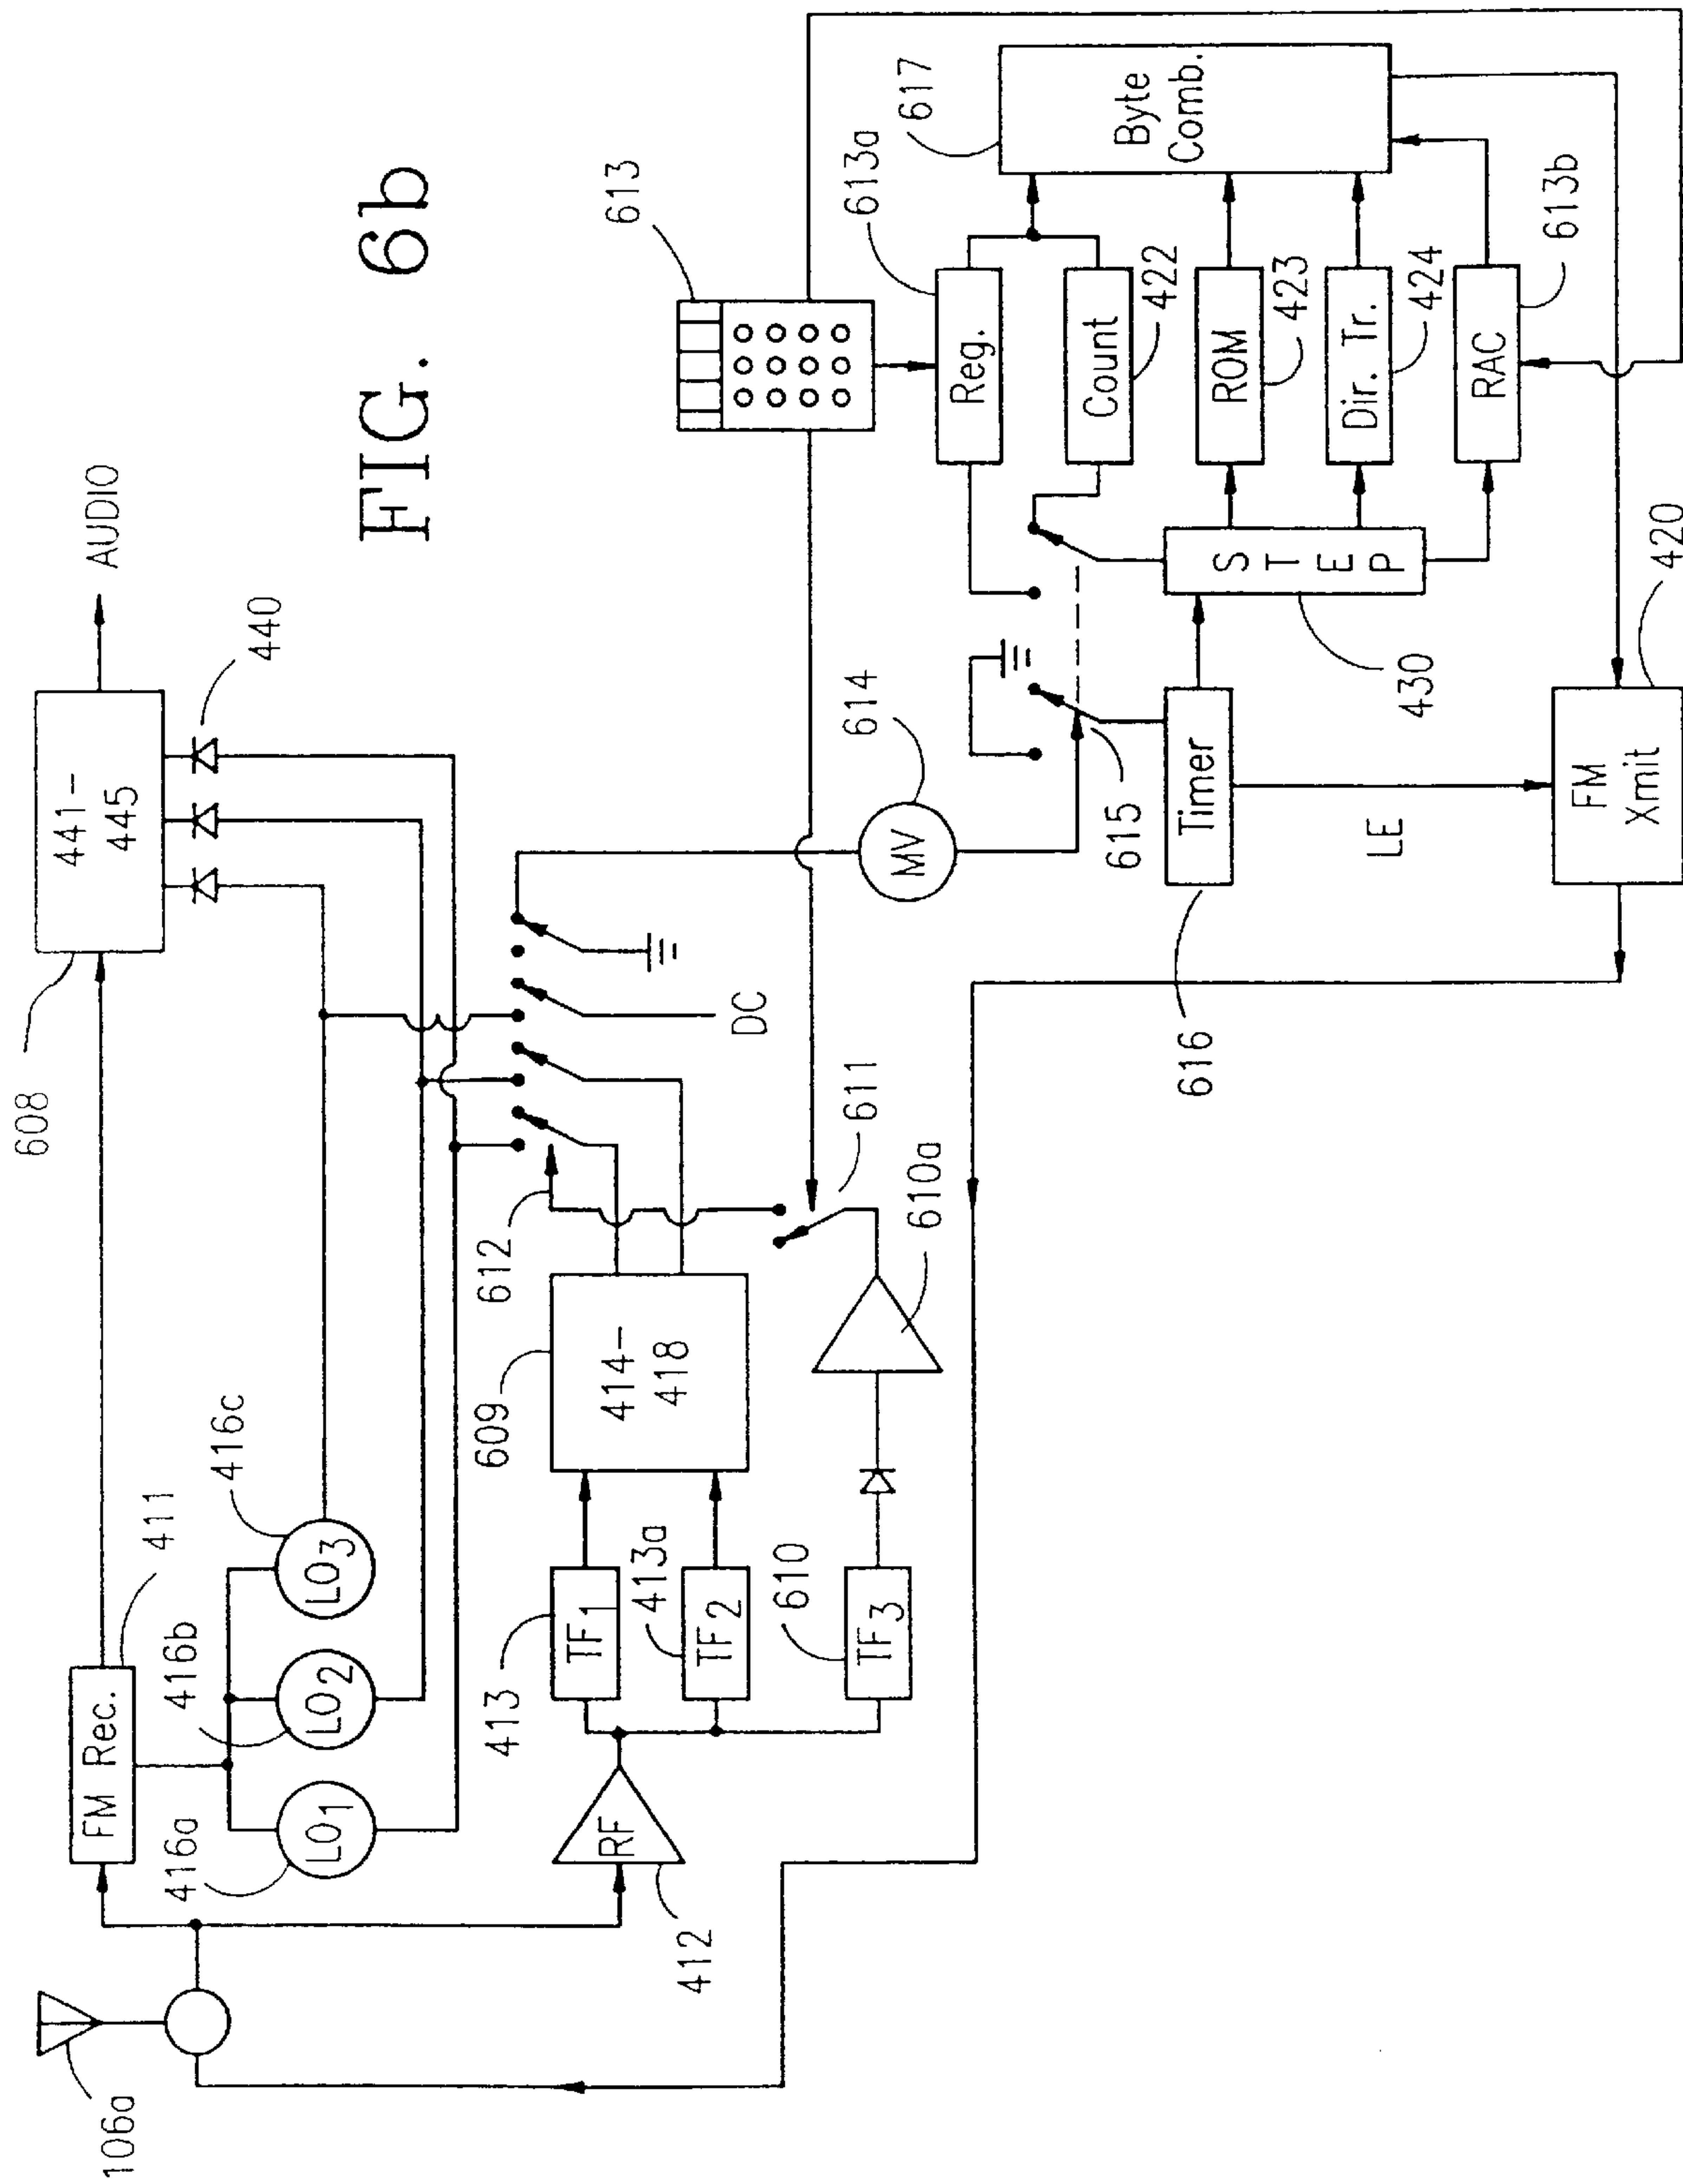 FIG. 6b
106a
FM Rec.
411
416a
LO1
416b
LO2
416c
LO3
608
441-
445
AUDIO
440
412
RF
413
TF1
413a
TF2
610
TF3
609
414-
418
612
611
610a
DC
614
MV
613
615
616
Timer
LE
STEP
430
613a
Reg.
Count
422
ROM
423
Dir. Tr.
424
RAC
613b
617
Byte
Comb.
FM
Xmit
420